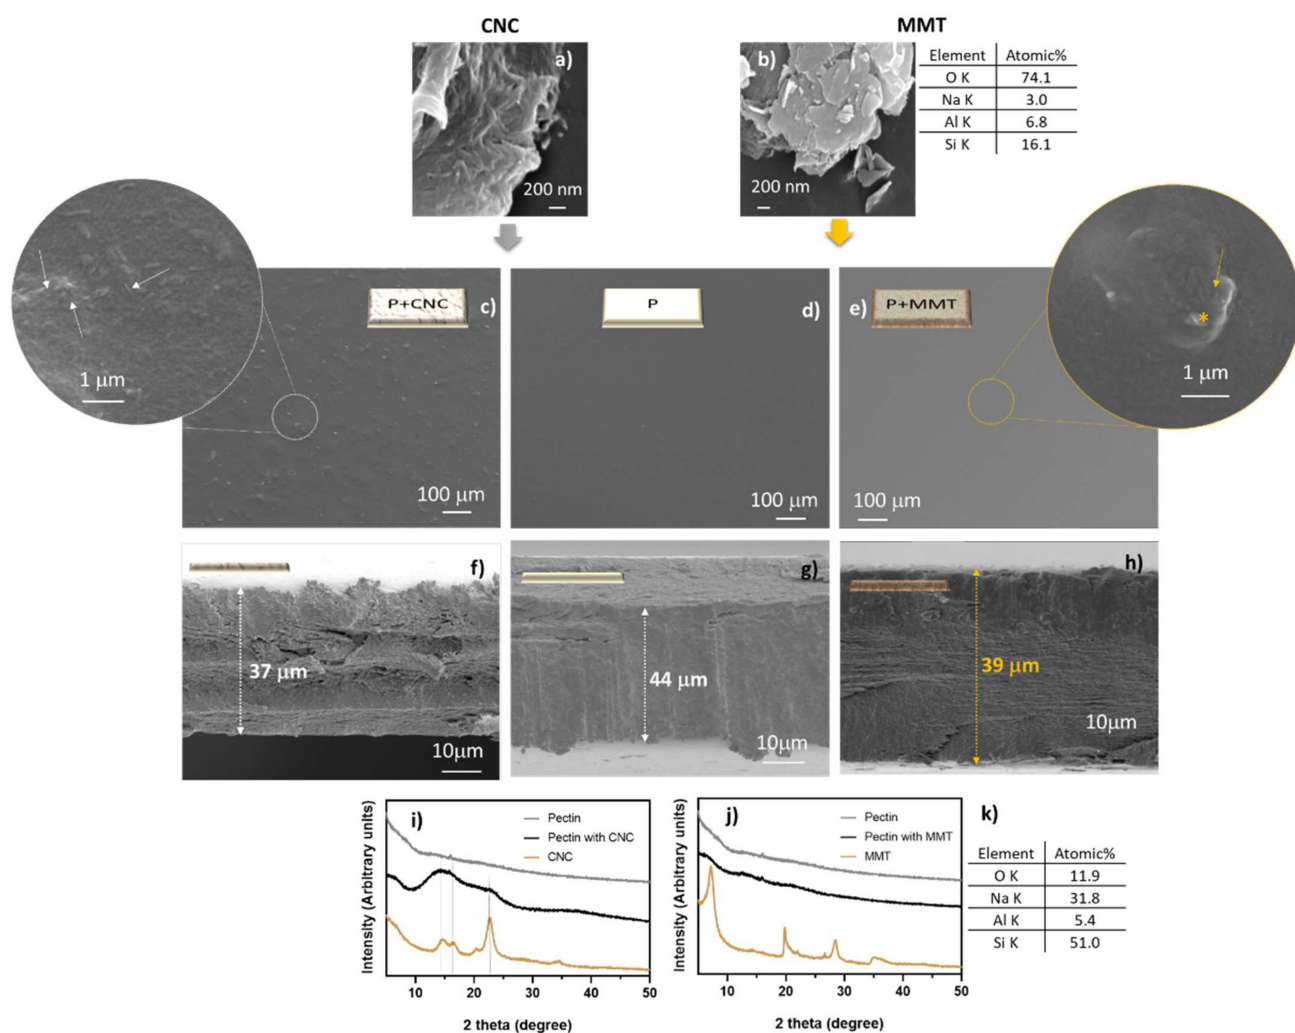 CNC
MMT
a)
200 nm
b)
200 nm
Element Atomic%
O K 74.1
Na K 3.0
Al K 6.8
Si K 16.1
1 μm
P+CNC
c)
100 μm
P
d)
100 μm
e)
P+MMT
100 μm
*
1 μm
f)
37 μm
10μm
g)
44 μm
10μm
h)
39 μm
10μm
i)
Pectin
Pectin with CNC
CNC
Intensity (Arbitrary units)
10 20 30 40 50
2 theta (degree)
j)
Pectin
Pectin with MMT
MMT
Intensity (Arbitrary units)
10 20 30 40 50
2 theta (degree)
k)
Element Atomic%
O K 11.9
Na K 31.8
Al K 5.4
Si K 51.0